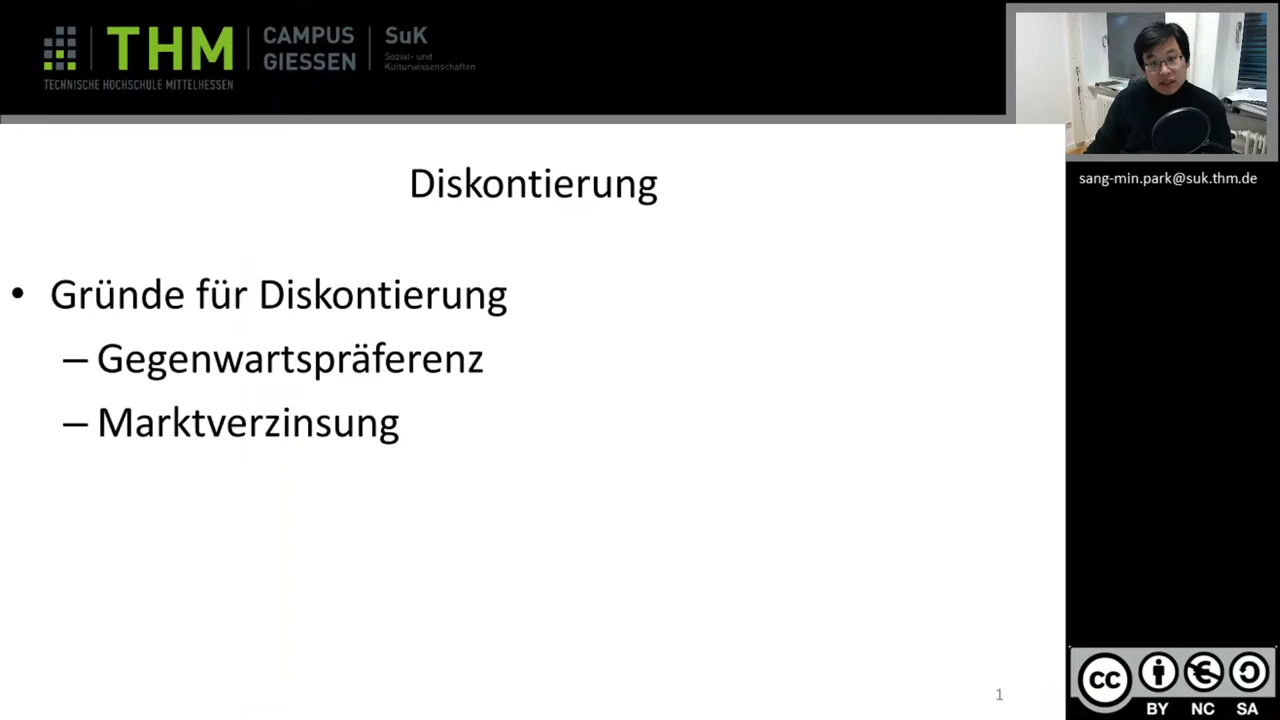 THM
CAMPUS
GIESSEN
SuK
Sozial- und
Kulturwissenschaften
TECHNISCHE HOCHSCHULE MITTELHESSEN
sang-min.park@suk.thm.de
Diskontierung
• Gründe für Diskontierung
– Gegenwartspräferenz
– Marktverzinsung
1
cc
BY NC SA